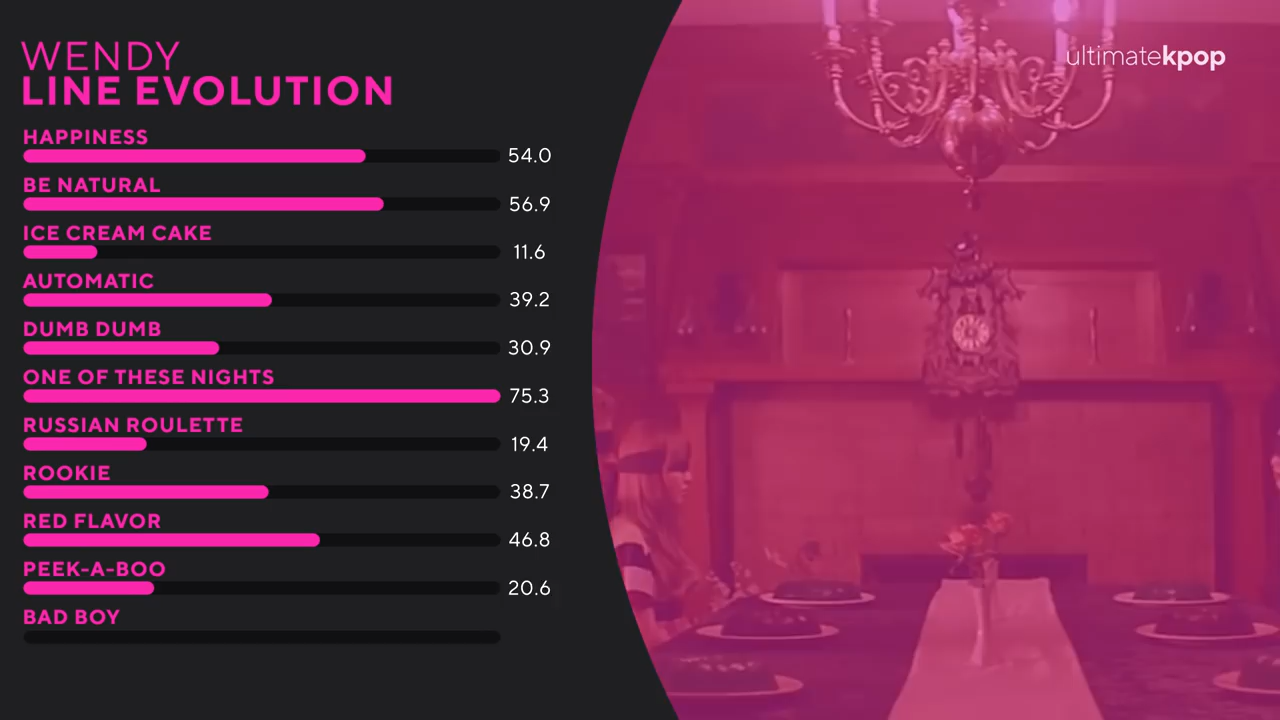 WENDY
LINE EVOLUTION
ultimatekpop
HAPPINESS
54.0
BE NATURAL
56.9
ICE CREAM CAKE
11.6
AUTOMATIC
39.2
DUMB DUMB
30.9
ONE OF THESE NIGHTS
75.3
RUSSIAN ROULETTE
19.4
ROOKIE
38.7
RED FLAVOR
46.8
PEEK-A-BOO
20.6
BAD BOY